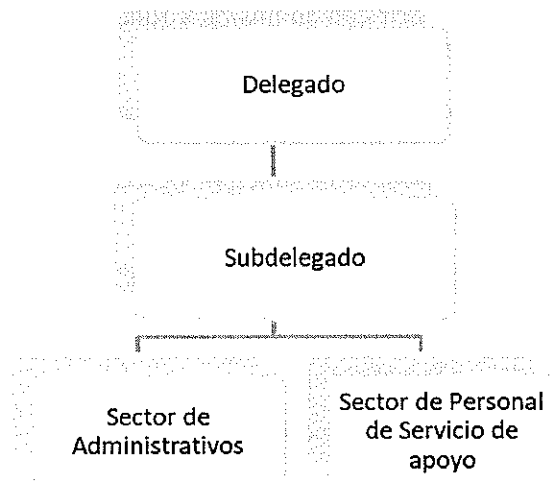 Delegado
Subdelegado
Sector de
Administrativos
Sector de Personal
de Servicio de
apoyo